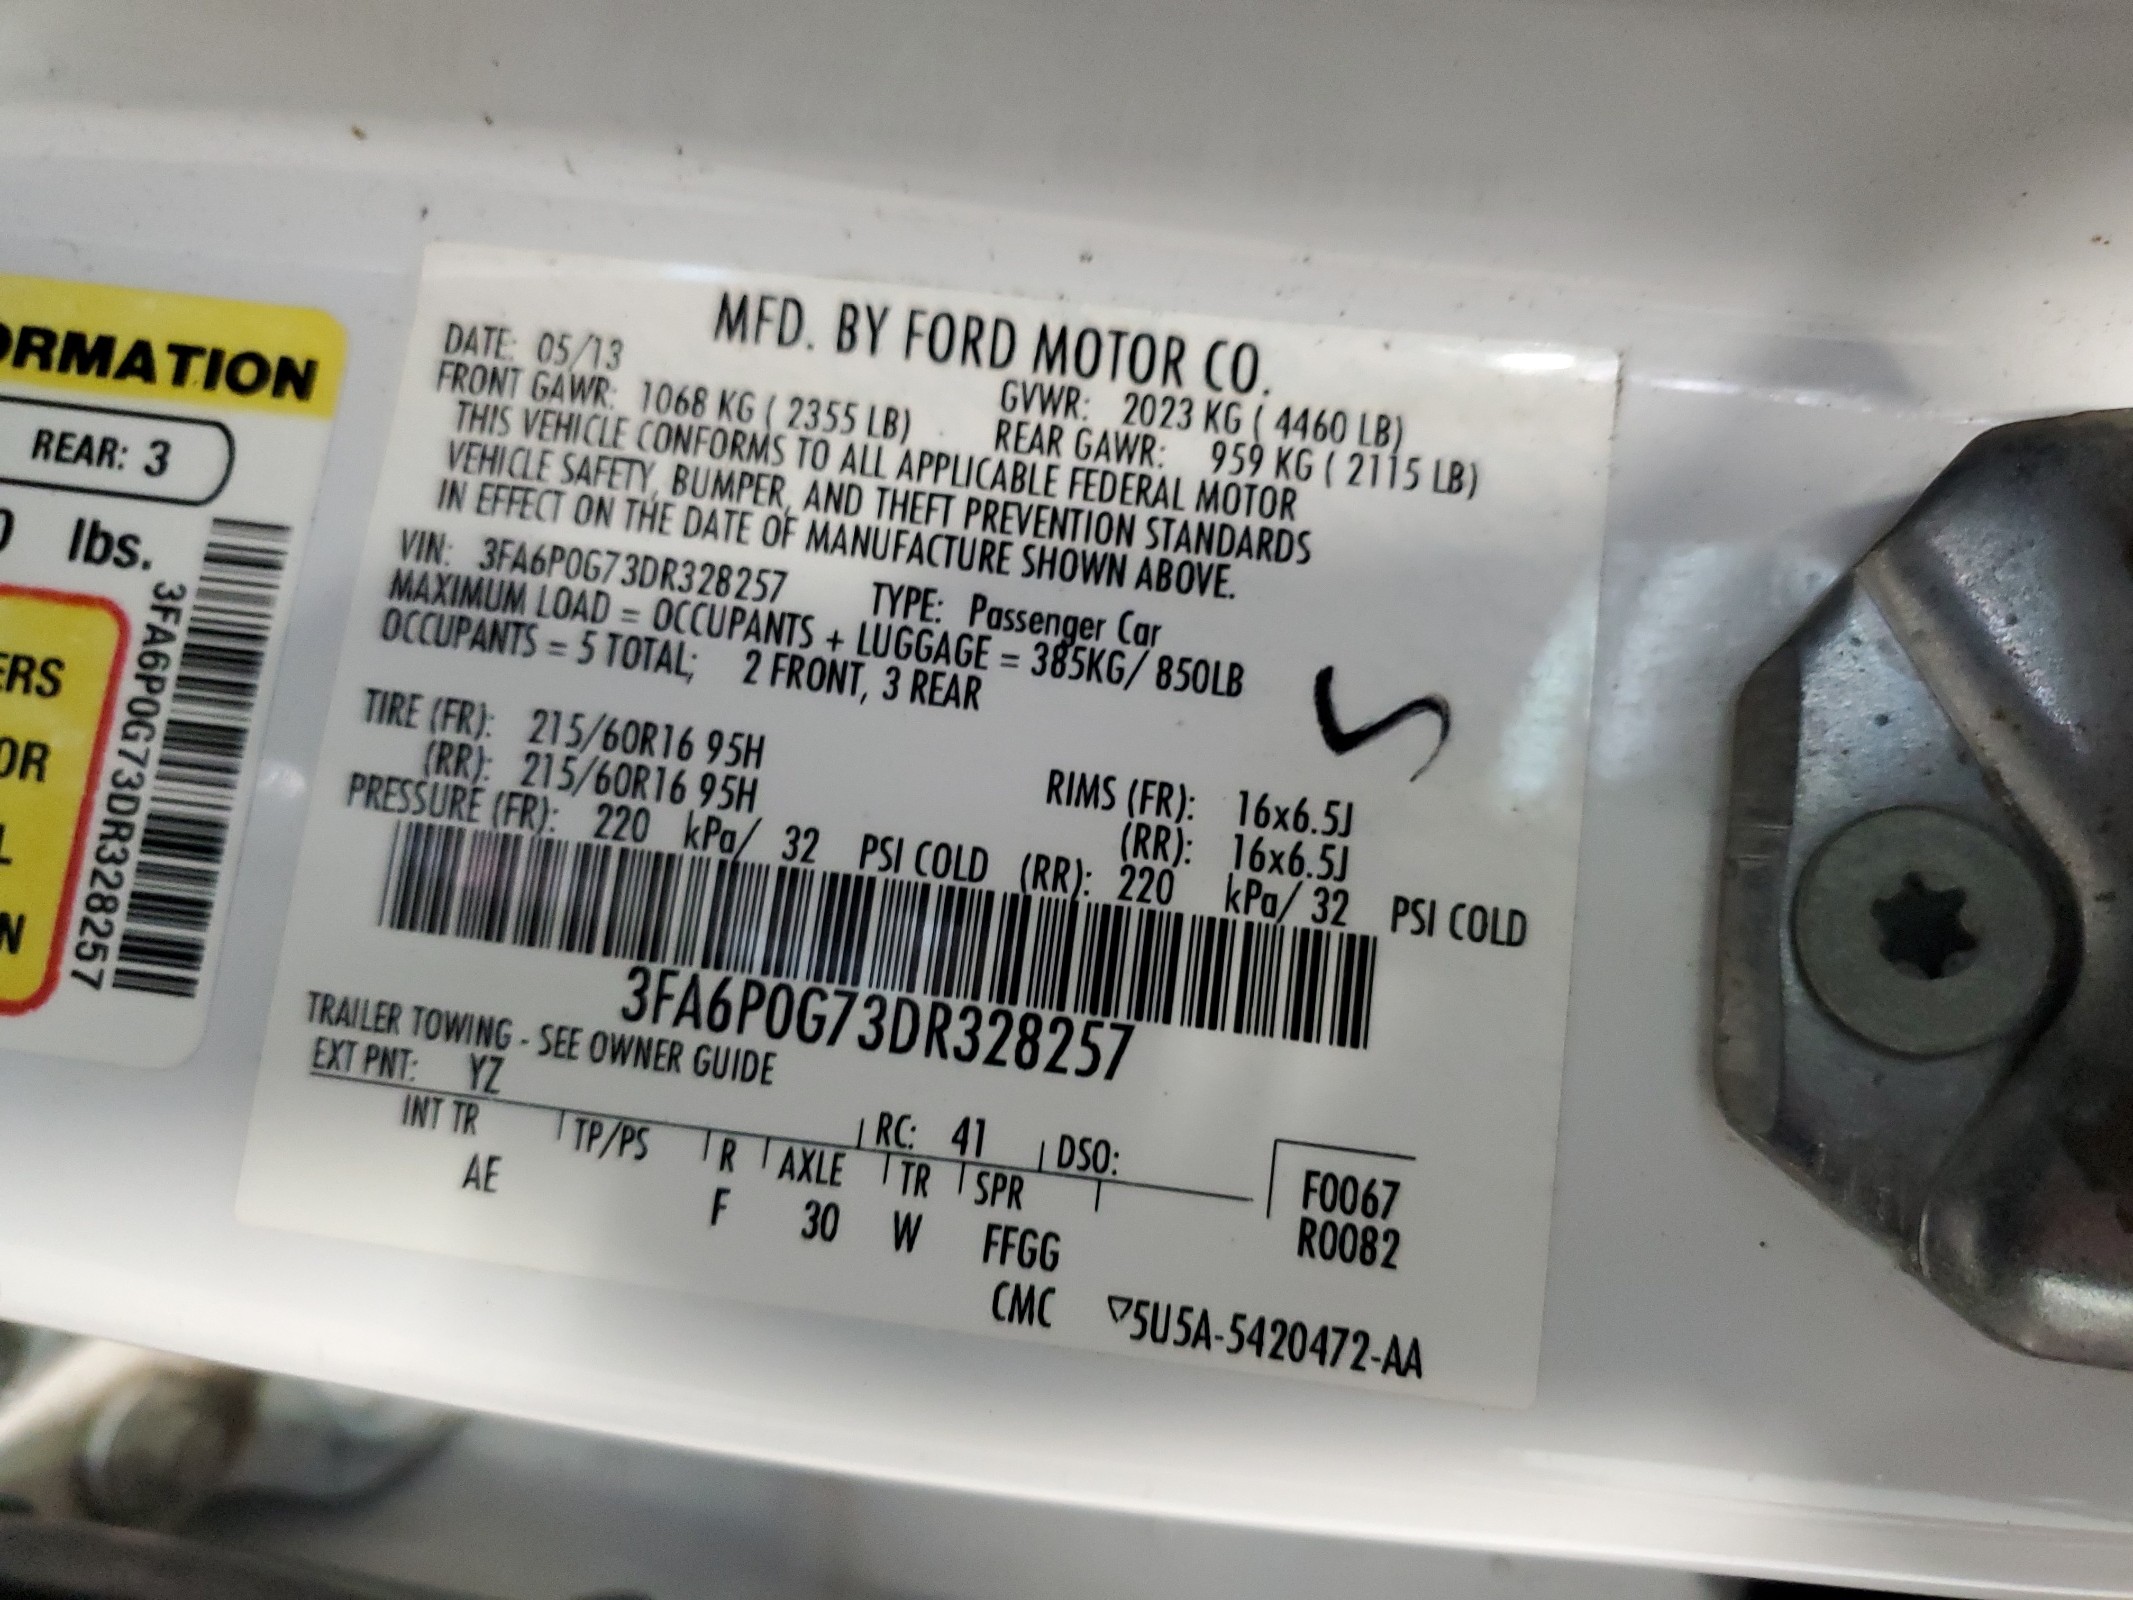 ORMATION
REAR: 3
lbs.
ERS
OR
L
N
3FA6P0G73DR328257
MFD. BY FORD MOTOR CO.
DATE: 05/13 GVWR: 2023 KG ( 4460 LB)
FRONT GAWR: 1068 KG ( 2355 LB) REAR GAWR: 959 KG ( 2115 LB)
THIS VEHICLE CONFORMS TO ALL APPLICABLE FEDERAL MOTOR
VEHICLE SAFETY, BUMPER, AND THEFT PREVENTION STANDARDS
IN EFFECT ON THE DATE OF MANUFACTURE SHOWN ABOVE.
VIN: 3FA6P0G73DR328257 TYPE: Passenger Car
MAXIMUM LOAD = OCCUPANTS + LUGGAGE = 385KG/ 850LB
OCCUPANTS = 5 TOTAL; 2 FRONT, 3 REAR
TIRE (FR): 215/60R16 95H RIMS (FR): 16x6.5J
(RR): 215/60R16 95H (RR): 16x6.5J
PRESSURE (FR): 220 kPa/ 32 PSI COLD (RR): 220 kPa/ 32 PSI COLD
3FA6P0G73DR328257
TRAILER TOWING - SEE OWNER GUIDE
EXT PNT: YZ RC: 41 DSO:
INT TR TP/PS R AXLE TR SPR F0067
AE F 30 W FFGG R0082
CMC ▽5U5A-5420472-AA